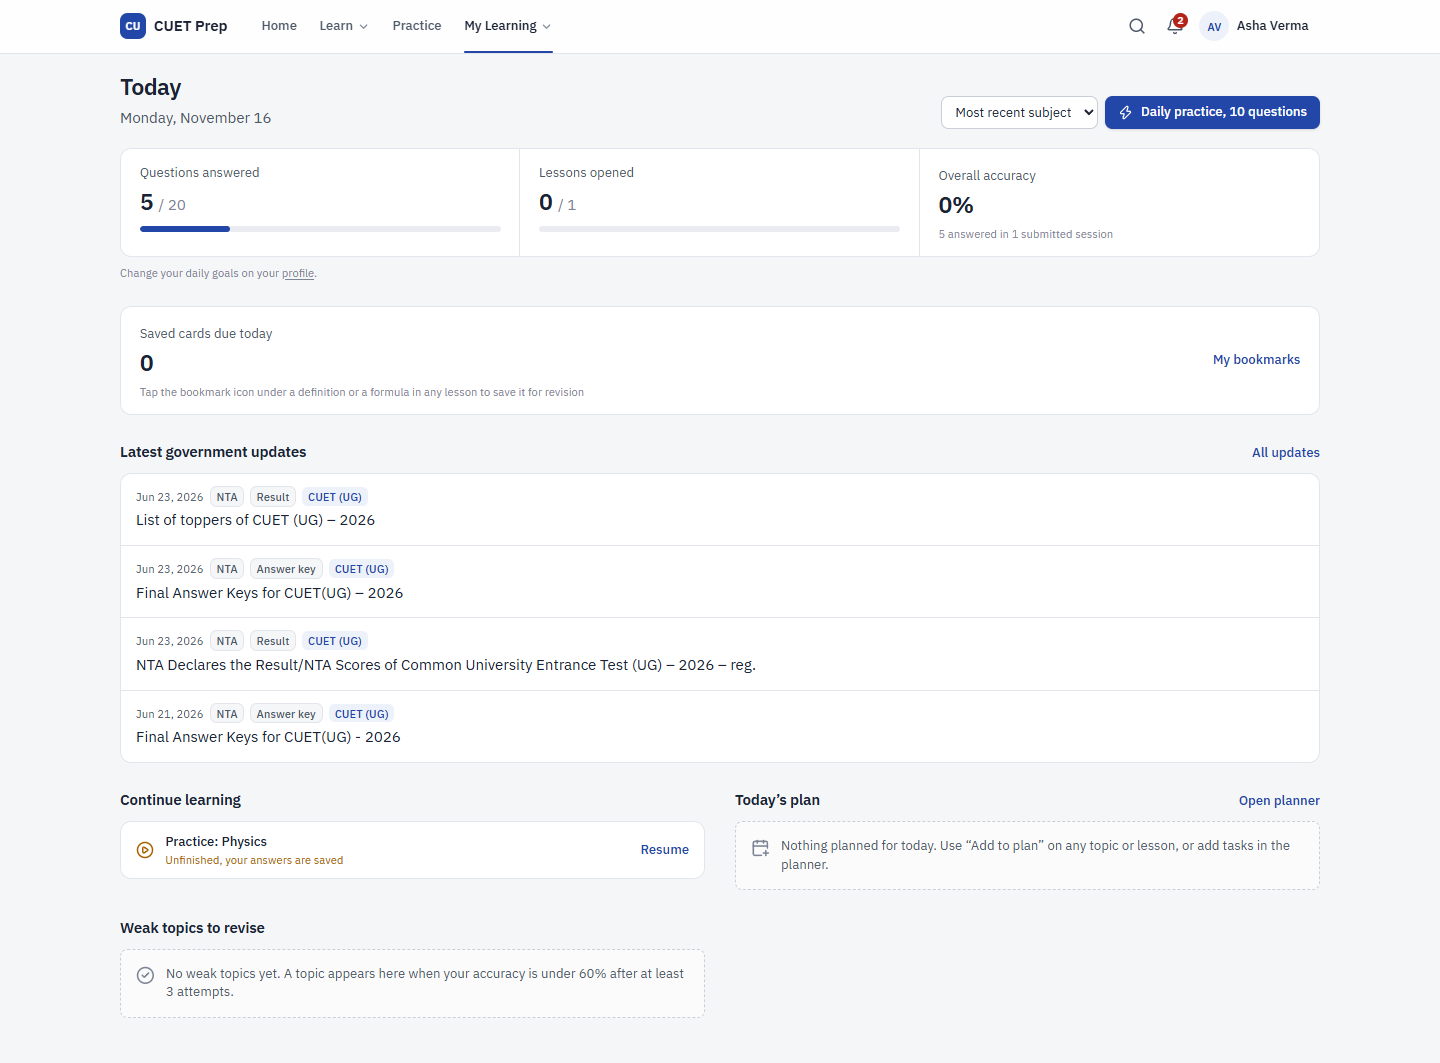 CU CUET Prep Home Learn Practice My Learning 2 AV Asha Verma
Today
Monday, November 16
Most recent subject Daily practice, 10 questions
Questions answered
5 / 20
Lessons opened
0 / 1
Overall accuracy
0%
5 answered in 1 submitted session
Change your daily goals on your profile.
Saved cards due today
0
Tap the bookmark icon under a definition or a formula in any lesson to save it for revision
My bookmarks
Latest government updates All updates
Jun 23, 2026 NTA Result CUET (UG)
List of toppers of CUET (UG) – 2026
Jun 23, 2026 NTA Answer key CUET (UG)
Final Answer Keys for CUET(UG) – 2026
Jun 23, 2026 NTA Result CUET (UG)
NTA Declares the Result/NTA Scores of Common University Entrance Test (UG) – 2026 – reg.
Jun 21, 2026 NTA Answer key CUET (UG)
Final Answer Keys for CUET(UG) - 2026
Continue learning
Practice: Physics
Unfinished, your answers are saved
Resume
Today’s plan Open planner
Nothing planned for today. Use “Add to plan” on any topic or lesson, or add tasks in the
planner.
Weak topics to revise
No weak topics yet. A topic appears here when your accuracy is under 60% after at least
3 attempts.